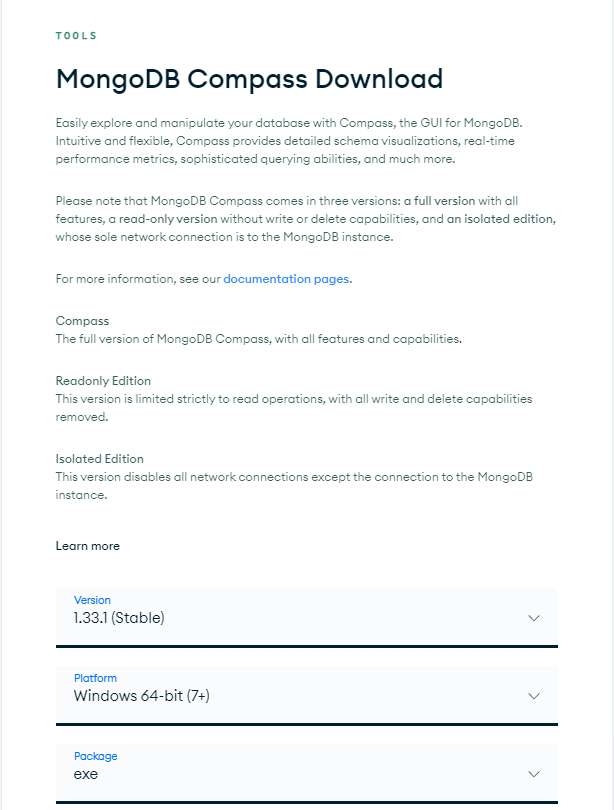 TOOLS
MongoDB Compass Download
Easily explore and manipulate your database with Compass, the GUI for MongoDB.
Intuitive and flexible, Compass provides detailed schema visualizations, real-time
performance metrics, sophisticated querying abilities, and much more.
Please note that MongoDB Compass comes in three versions: a full version with all
features, a read-only version without write or delete capabilities, and an isolated edition,
whose sole network connection is to the MongoDB instance.
For more information, see our documentation pages.
Compass
The full version of MongoDB Compass, with all features and capabilities.
Readonly Edition
This version is limited strictly to read operations, with all write and delete capabilities
removed.
Isolated Edition
This version disables all network connections except the connection to the MongoDB
instance.
Learn more
Version
1.33.1 (Stable)
Platform
Windows 64-bit (7+)
Package
exe